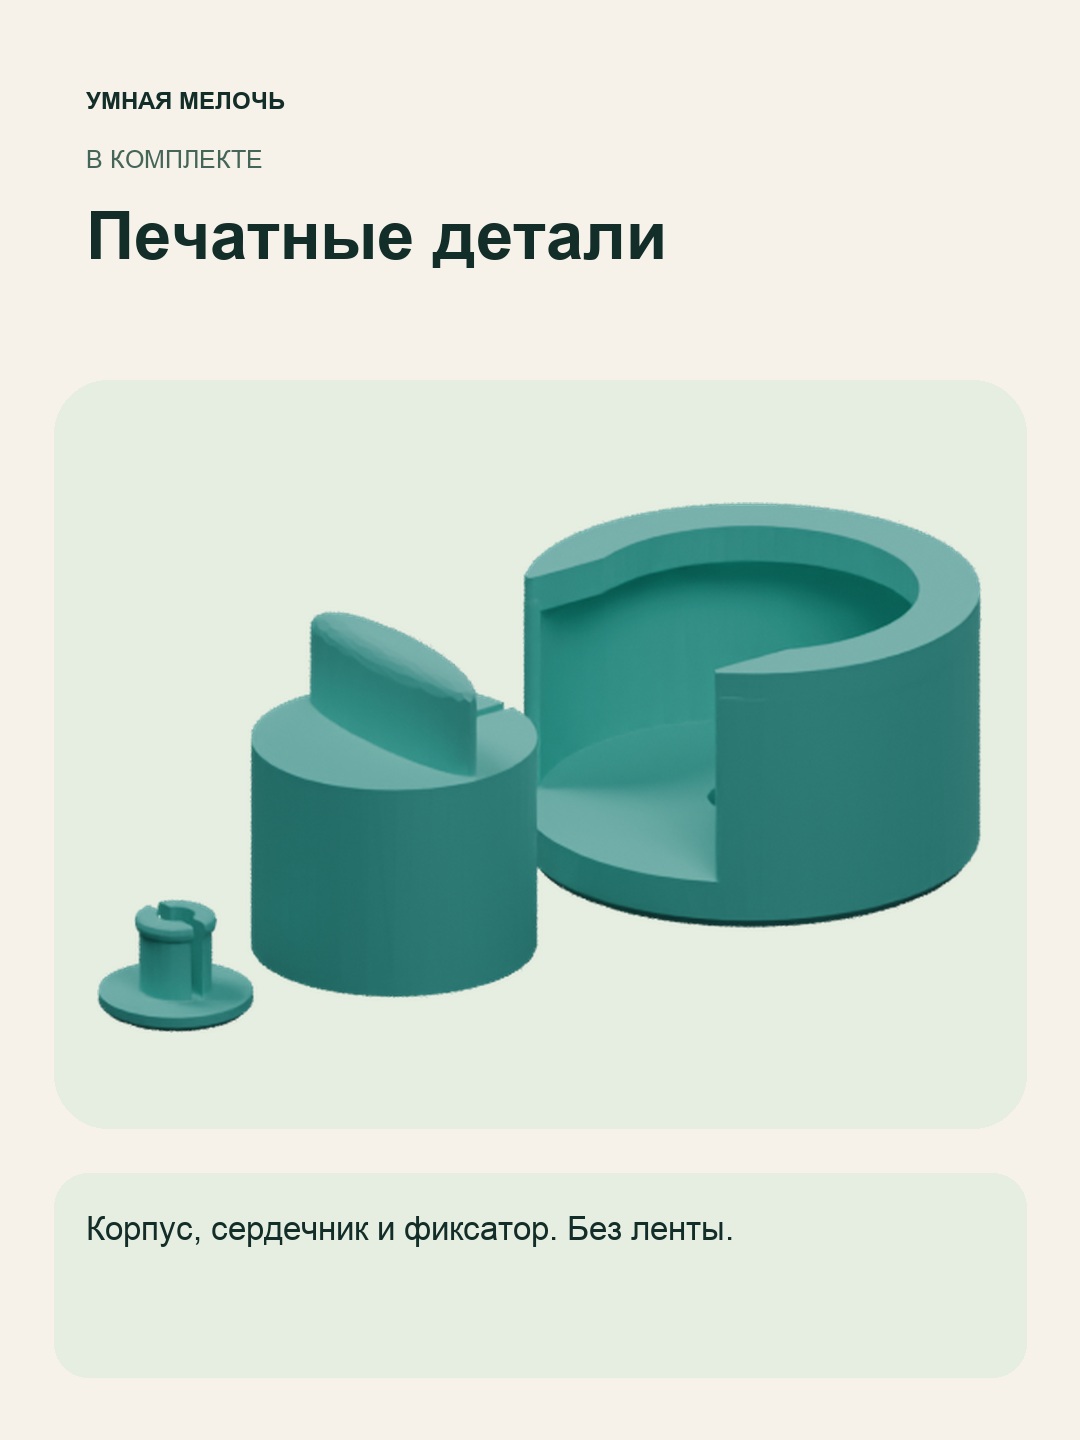 УМНАЯ МЕЛОЧЬ
В КОМПЛЕКТЕ
Печатные детали
Корпус, сердечник и фиксатор. Без ленты.